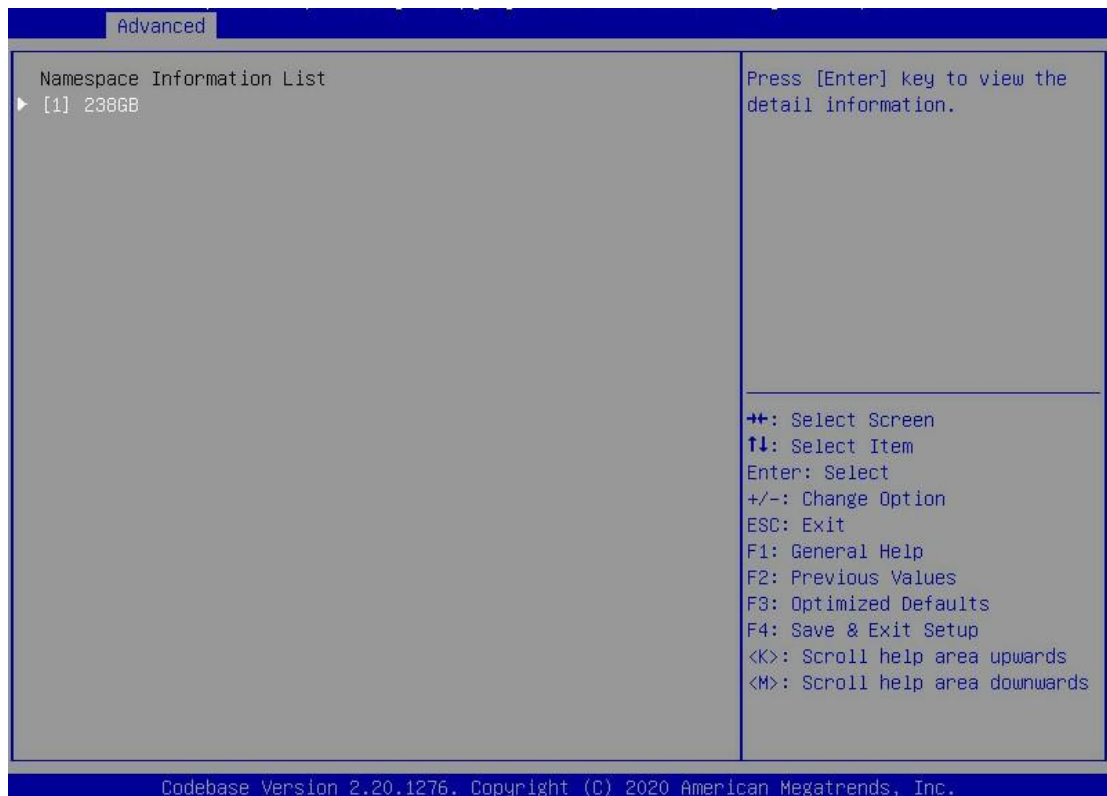 Advanced
Namespace Information List
[1] 238GB
Press [Enter] key to view the
detail information.
→←: Select Screen
↑↓: Select Item
Enter: Select
+/-: Change Option
ESC: Exit
F1: General Help
F2: Previous Values
F3: Optimized Defaults
F4: Save & Exit Setup
<K>: Scroll help area upwards
<M>: Scroll help area downwards
Codebase Version 2.20.1276. Copyright (C) 2020 American Megatrends, Inc.